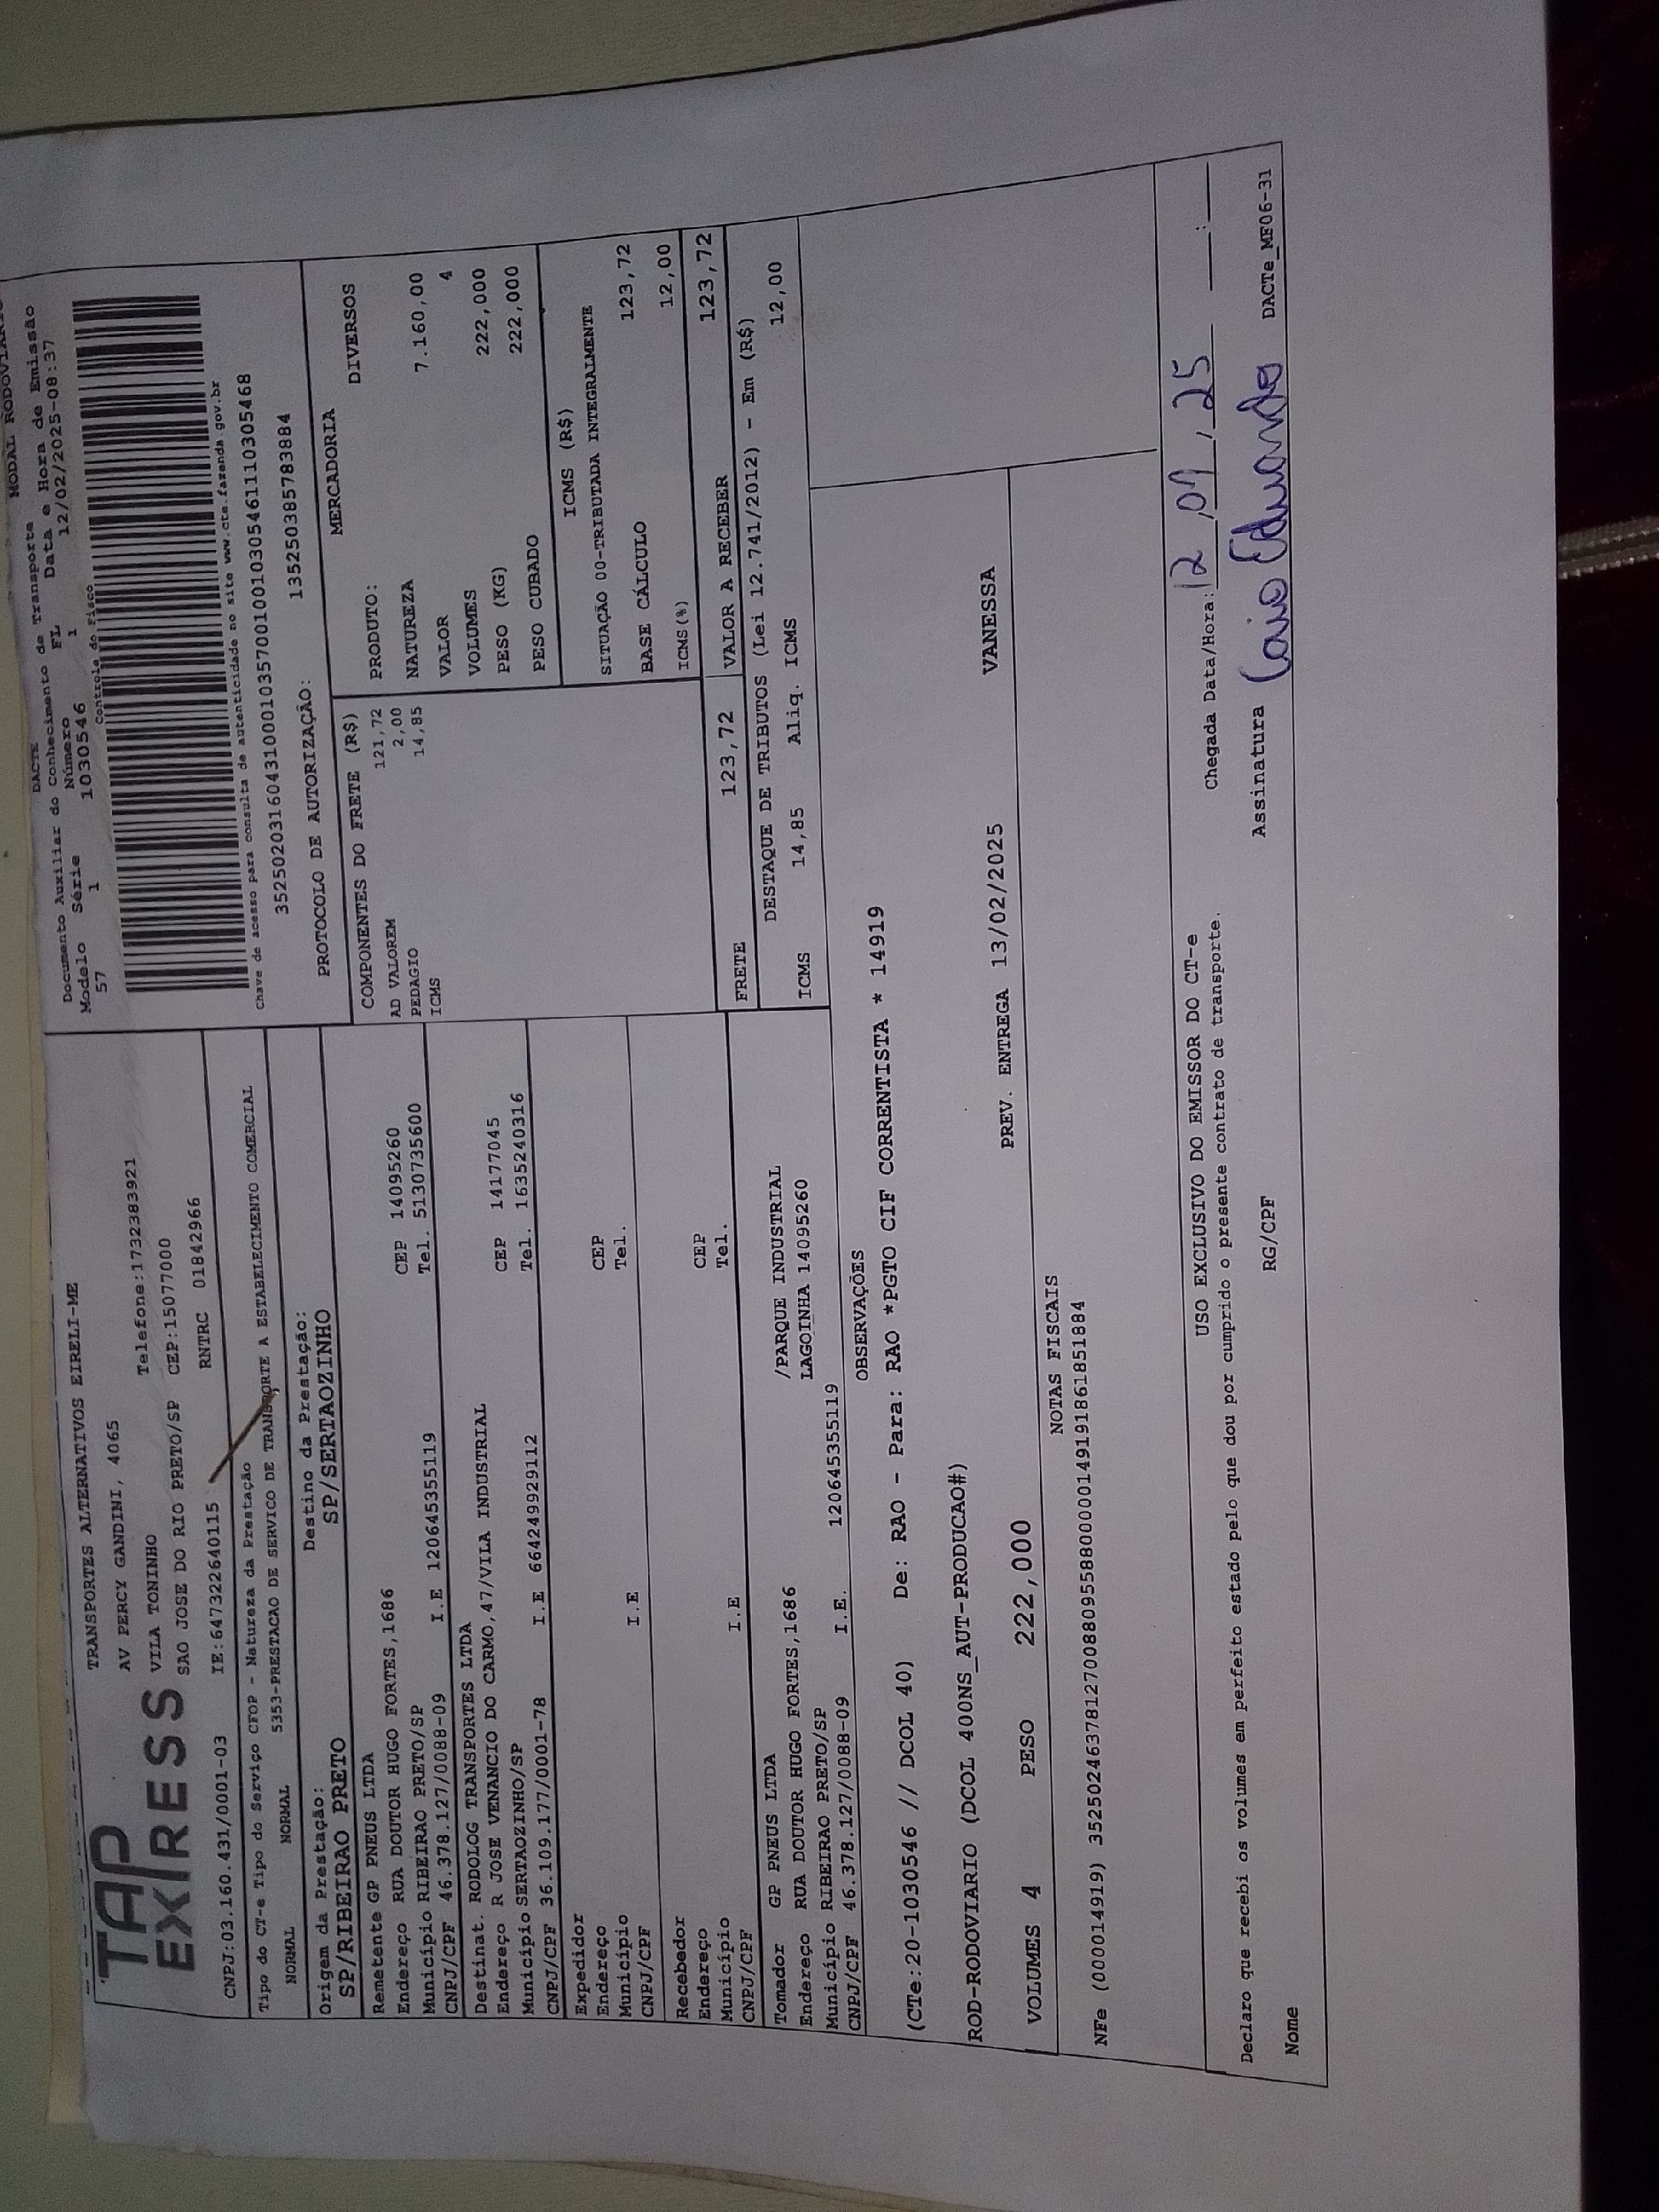 TAP
EXPRESS
TRANSPORTES ALTERNATIVOS EIRELI-ME
AV PERCY GANDINI, 4065
VILA TONINHO Telefone:1732383921
SAO JOSE DO RIO PRETO/SP CEP:15077000
CNPJ:03.160.431/0001-03 IE:647322640115 RNTRC 01842966
DACTE MODAL RODOVIARIO
Documento Auxiliar do Conhecimento de Transporte
Modelo Série Número FL Data e Hora de Emissão
57 1 1030546 1 12/02/2025-08:37
Controle do Fisco
Chave de acesso para consulta de autenticidade no site www.cte.fazenda.gov.br
35250203160431000103570010010305461110305468
PROTOCOLO DE AUTORIZAÇÃO: 135250385783884
Tipo do CT-e Tipo do Serviço CFOP - Natureza da Prestação
NORMAL NORMAL 5353-PRESTACAO DE SERVICO DE TRANSPORTE A ESTABELECIMENTO COMERCIAL
Origem da Prestação: Destino da Prestação:
SP/RIBEIRAO PRETO SP/SERTAOZINHO
Remetente GP PNEUS LTDA
Endereço RUA DOUTOR HUGO FORTES,1686
Município RIBEIRAO PRETO/SP CEP 14095260
CNPJ/CPF 46.378.127/0088-09 I.E 120645355119 Tel. 5130735600
Destinat. RODOLOG TRANSPORTES LTDA
Endereço R JOSE VENANCIO DO CARMO,47/VILA INDUSTRIAL
Município SERTAOZINHO/SP CEP 14177045
CNPJ/CPF 36.109.177/0001-78 I.E 664249929112 Tel. 1635240316
Expedidor
Endereço
Município CEP
CNPJ/CPF I.E Tel.
Recebedor
Endereço
Município CEP
CNPJ/CPF I.E Tel.
Tomador GP PNEUS LTDA
Endereço RUA DOUTOR HUGO FORTES,1686 /PARQUE INDUSTRIAL
Município RIBEIRAO PRETO/SP LAGOINHA 14095260
CNPJ/CPF 46.378.127/0088-09 I.E. 120645355119
COMPONENTES DO FRETE (R$)
AD VALOREM 121,72
PEDAGIO 2,00
ICMS 14,85
MERCADORIA
PRODUTO: DIVERSOS
NATUREZA
VALOR 7.160,00
VOLUMES 4
PESO (KG) 222,000
PESO CUBADO 222,000
ICMS (R$)
SITUAÇÃO 00-TRIBUTADA INTEGRALMENTE
BASE CÁLCULO 123,72
ICMS(%) 12,00
FRETE 123,72 VALOR A RECEBER 123,72
DESTAQUE DE TRIBUTOS (Lei 12.741/2012) - Em (R$)
ICMS 14,85 Aliq. ICMS 12,00
OBSERVAÇÕES
(CTe:20-1030546 // DCOL 40) De: RAO - Para: RAO *PGTO CIF CORRENTISTA * 14919
ROD-RODOVIARIO (DCOL 400NS_AUT-PRODUCAO#)
VOLUMES 4 PESO 222,000 PREV. ENTREGA 13/02/2025 VANESSA
NOTAS FISCAIS
NFe (000014919) 35250246378127008809558800000149191861851884
USO EXCLUSIVO DO EMISSOR DO CT-e
Declaro que recebi os volumes em perfeito estado pelo que dou por cumprido o presente contrato de transporte.
Chegada Data/Hora: 12,02,25 __:__
Nome RG/CPF Assinatura Caio Eduardo DACTe_MF06-31